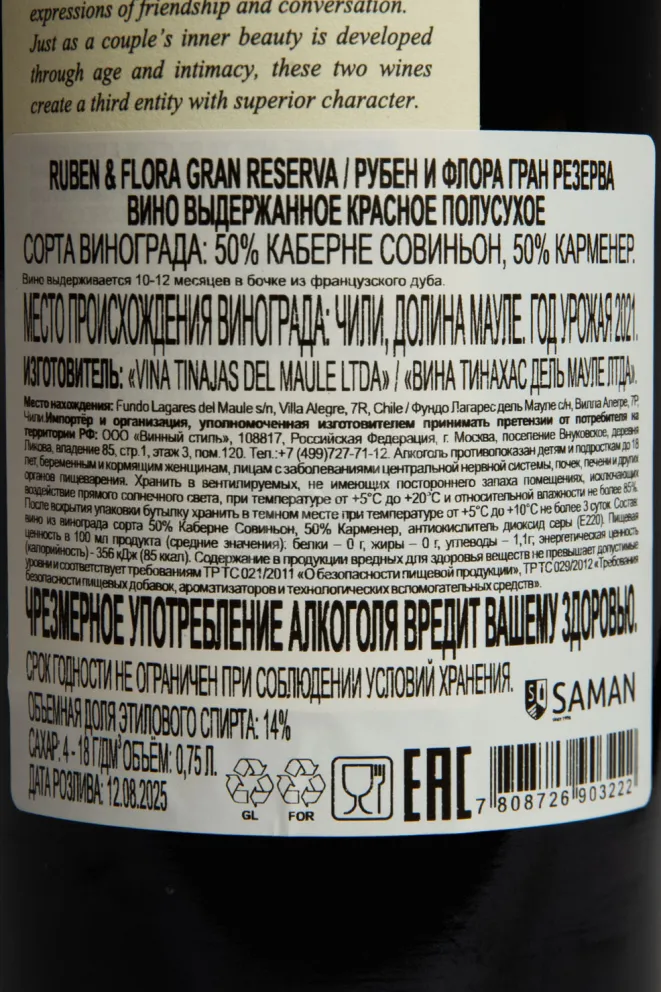 expressions of friendship and conversation.
Just as a couple's inner beauty is developed
through age and intimacy, these two wines
create a third entity with superior character.
RUBEN & FLORA GRAN RESERVA / РУБЕН И ФЛОРА ГРАН РЕЗЕРВА
ВИНО ВЫДЕРЖАННОЕ КРАСНОЕ ПОЛУСУХОЕ
СОРТА ВИНОГРАДА: 50% КАБЕРНЕ СОВИНЬОН, 50% КАРМЕНЕР.
Вино выдерживается 10-12 месяцев в бочке из французского дуба.
МЕСТО ПРОИСХОЖДЕНИЯ ВИНОГРАДА: ЧИЛИ, ДОЛИНА МАУЛЕ. ГОД УРОЖАЯ 2021.
ИЗГОТОВИТЕЛЬ: «VINA TINAJAS DEL MAULE LTDA» / «ВИНА ТИНАХАС ДЕЛЬ МАУЛЕ ЛТДА».
Место нахождения: Fundo Lagares del Maule s/n, Villa Alegre, 7R, Chile / Фундо Лагарес дель Мауле с/н, Вилла Алегре, 7Р,
Чили. Импортёр и организация, уполномоченная изготовителем принимать претензии от потребителя на
территории РФ: ООО «Винный стиль», 108817, Российская Федерация, г. Москва, поселение Внуковское, деревня
Ликова, владение 85, стр.1, этаж 3, пом.120. Тел.:+7 (499)727-71-12. Алкоголь противопоказан детям и подросткам до 18
лет, беременным и кормящим женщинам, лицам с заболеваниями центральной нервной системы, почек, печени и других
органов пищеварения. Хранить в вентилируемых, не имеющих постороннего запаха помещениях, исключающих
воздействие прямого солнечного света, при температуре от +5°C до +20°C и относительной влажности не более 85%.
После вскрытия упаковки бутылку хранить в темном месте при температуре от +5°C до +10°C не более 3 суток. Состав:
вино из винограда сорта 50% Каберне Совиньон, 50% Карменер, антиокислитель диоксид серы (E220). Пищевая
ценность в 100 мл продукта (средние значения): белки – 0 г, жиры – 0 г, углеводы – 1,1г; энергетическая ценность
(калорийность) - 356 кДж (85 ккал). Содержание в продукции вредных для здоровья веществ не превышает допустимые
уровни и соответствует требованиям ТР ТС 021/2011 «О безопасности пищевой продукции», ТР ТС 029/2012 «Требования
безопасности пищевых добавок, ароматизаторов и технологических вспомогательных средств».
ЧРЕЗМЕРНОЕ УПОТРЕБЛЕНИЕ АЛКОГОЛЯ ВРЕДИТ ВАШЕМУ ЗДОРОВЬЮ.
СРОК ГОДНОСТИ НЕ ОГРАНИЧЕН ПРИ СОБЛЮДЕНИИ УСЛОВИЙ ХРАНЕНИЯ.
ОБЪЕМНАЯ ДОЛЯ ЭТИЛОВОГО СПИРТА: 14%
САХАР: 4 - 18 Г/ДМ³ ОБЪЁМ: 0,75 Л.
ДАТА РОЗЛИВА: 12.08.2025
S
SAMAN
GL
FOR
EAC
7 808726 903222